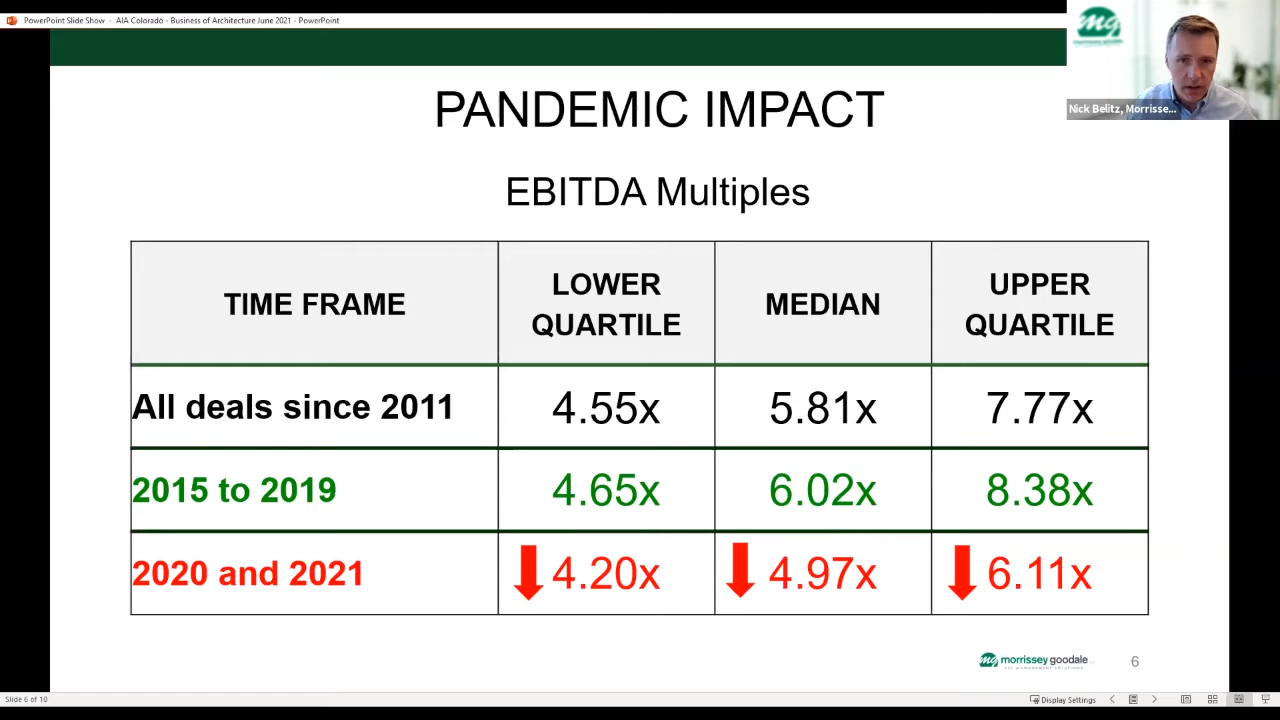 PowerPoint Slide Show - AIA Colorado - Business of Architecture June 2021 - PowerPoint
mg
Nick Belitz, Morrisse...
PANDEMIC IMPACT
EBITDA Multiples
TIME FRAME
LOWER
QUARTILE
MEDIAN
UPPER
QUARTILE
All deals since 2011
4.55x
5.81x
7.77x
2015 to 2019
4.65x
6.02x
8.38x
2020 and 2021
4.20x
4.97x
6.11x
mg morrissey goodale
6
Slide 6 of 10
Display Settings